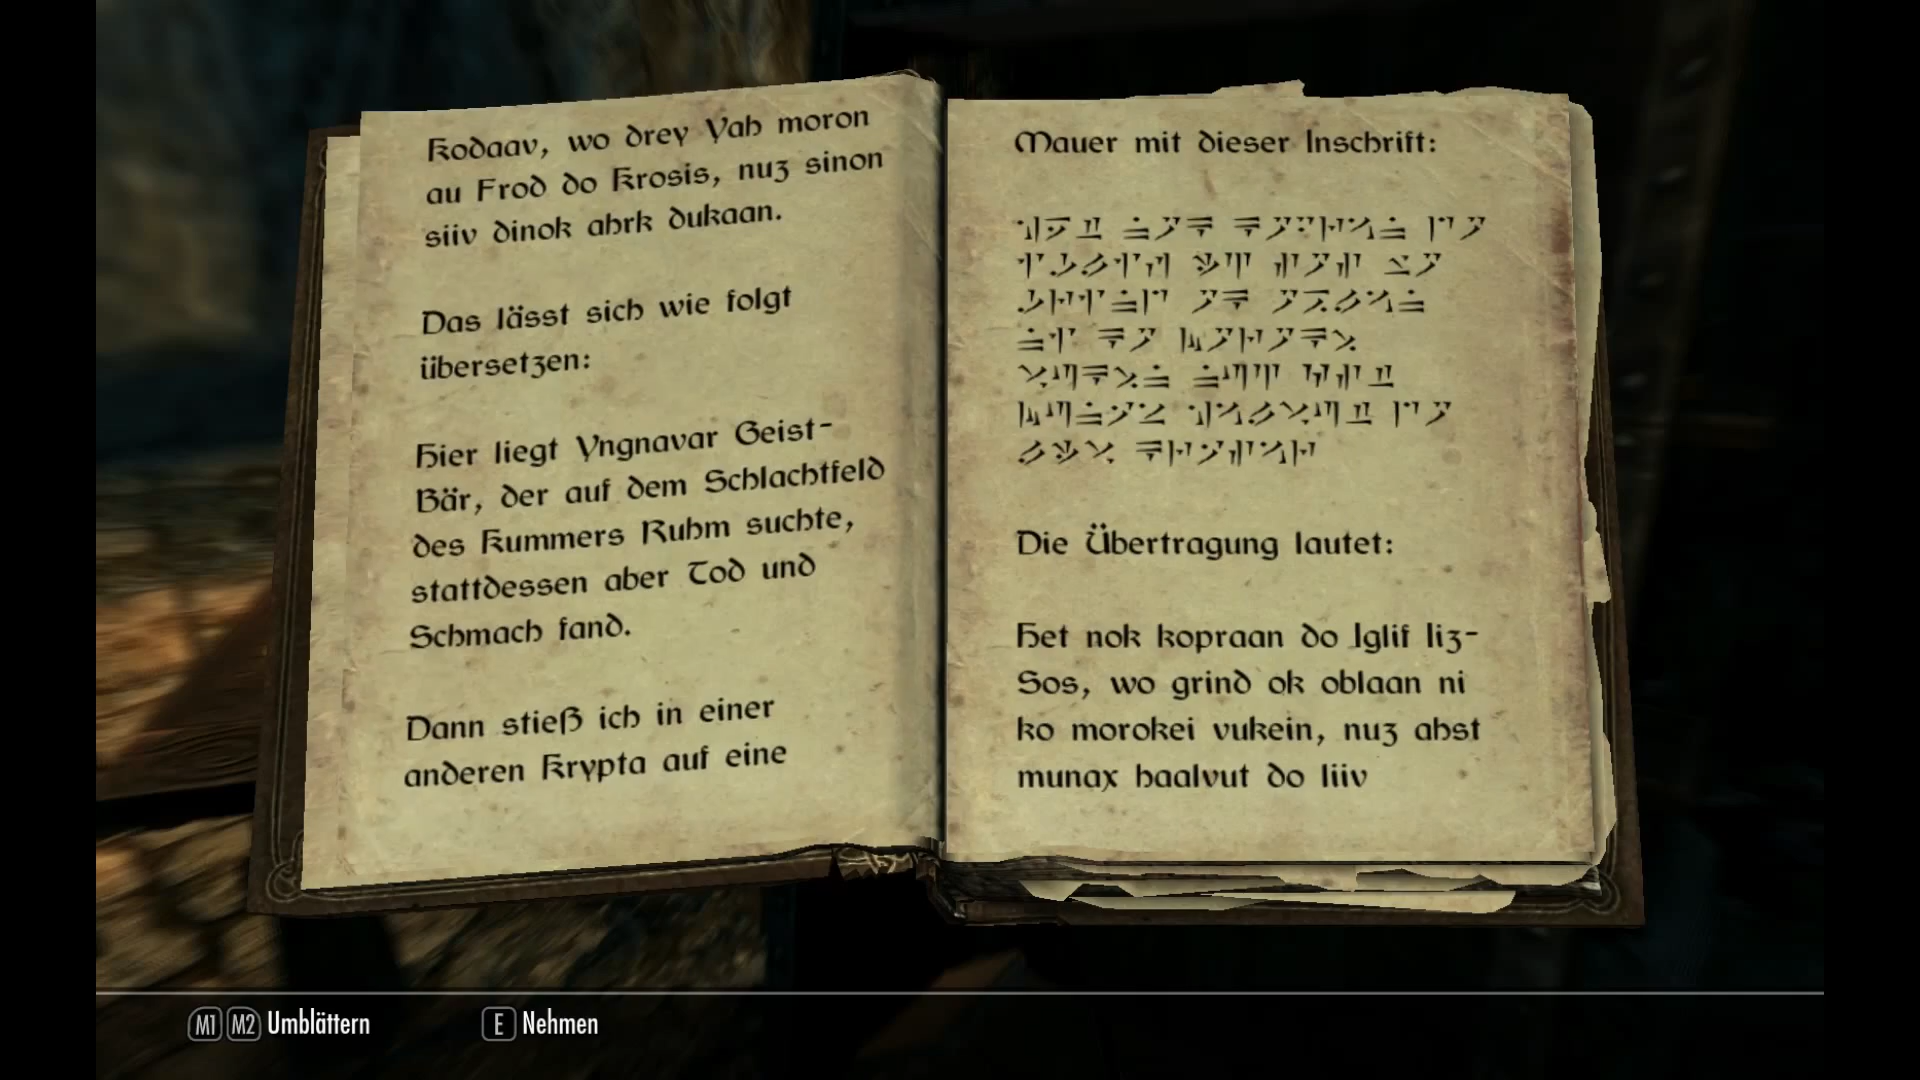 Kodaav, wo drey Yah moron
au Frod do Krosis, nuz sinon
siiv dinok ahrk dukaan.
Das lässt sich wie folgt
übersetzen:
Hier liegt Yngnavar Geist-
Bär, der auf dem Schlachtfeld
des Kummers Ruhm suchte,
stattdessen aber Tod und
Schmach fand.
Dann stieß ich in einer
anderen Krypta auf eine
Mauer mit dieser Inschrift:
Die Übertragung lautet:
Het nok kopraan do Iglif Iiz-
Sos, wo grind ok oblaan ni
ko morokei vukein, nuz ahst
munax haalvut do liiv
M1 M2 Umblättern
E Nehmen